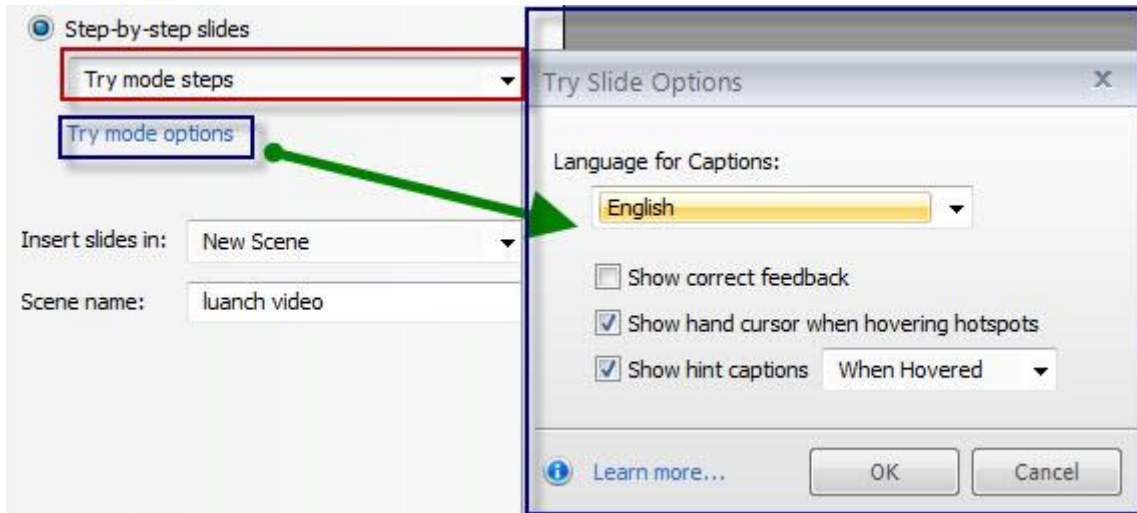 Step-by-step slides
Try mode steps
Try mode options
Insert slides in:
New Scene
Scene name:
luanch video
Try Slide Options
X
Language for Captions:
English
Show correct feedback
Show hand cursor when hovering hotspots
Show hint captions
When Hovered
Learn more...
OK
Cancel